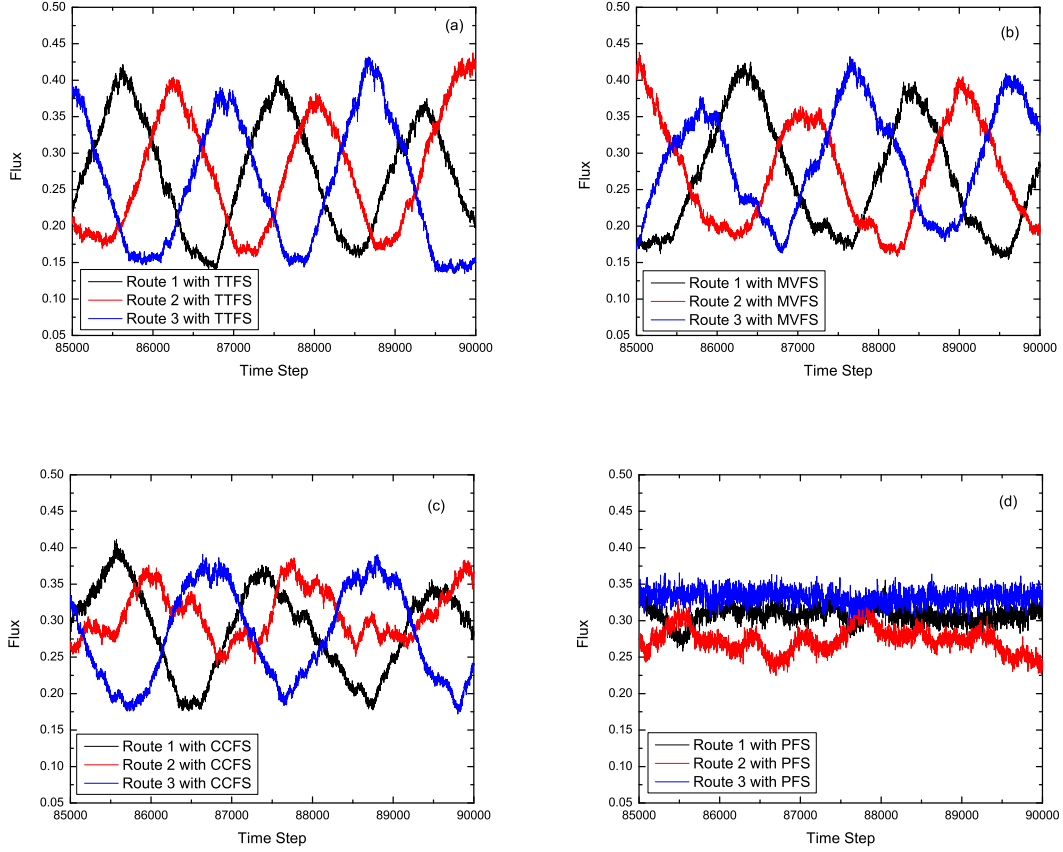 (a)
0.50
0.45
0.40
0.35
0.30
0.25
0.20
0.15
0.10
0.05
Flux
Route 1 with TTFS
Route 2 with TTFS
Route 3 with TTFS
85000 86000 87000 88000 89000 90000
Time Step
(b)
0.50
0.45
0.40
0.35
0.30
0.25
0.20
0.15
0.10
0.05
Flux
Route 1 with MVFS
Route 2 with MVFS
Route 3 with MVFS
85000 86000 87000 88000 89000 90000
Time Step
(c)
0.50
0.40
0.35
0.30
0.25
0.20
0.15
0.05
Flux
Route 1 with CCFS
Route 2 with CCFS
Route 3 with CCFS
85000 86000 87000 88000 89000 90000
Time Step
(d)
0.50
0.40
0.35
0.30
0.25
0.20
0.15
0.05
Flux
Route 1 with PFS
Route 2 with PFS
Route 3 with PFS
85000 86000 87000 88000 89000 90000
Time Step